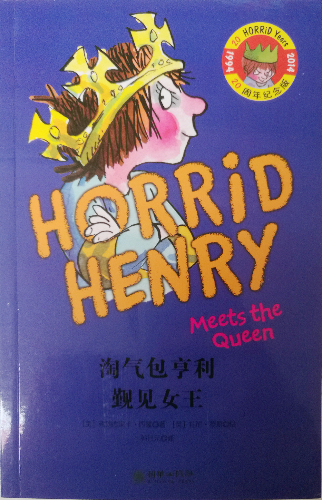 20 HORRiD Years
1994
2014
20周年纪念版
HORRiD
HENRY
Meets the
Queen
淘气包亨利
觐见女王